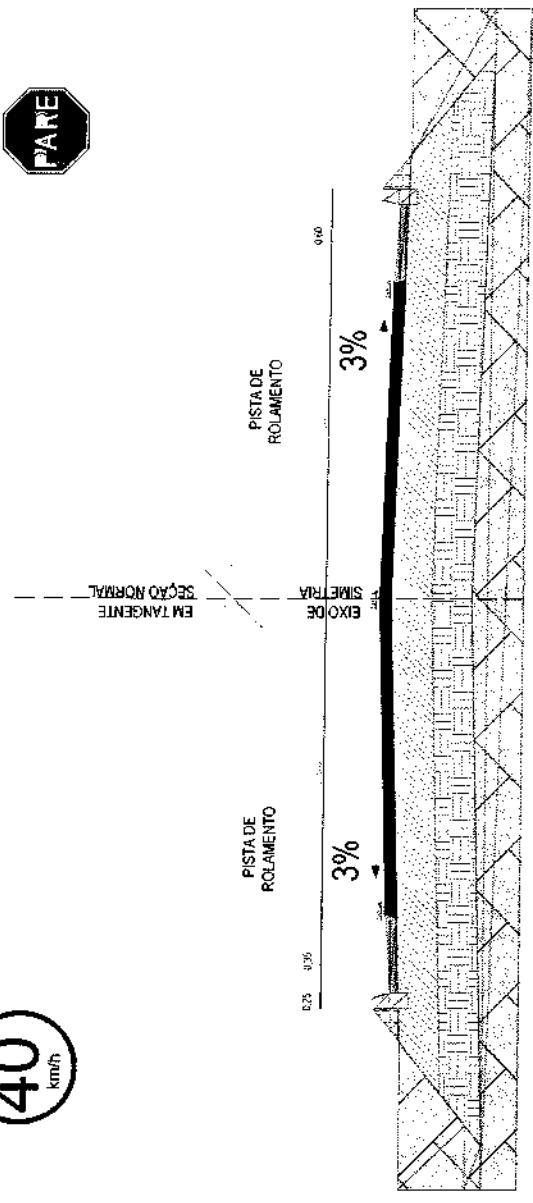 PARE
40
km/h
EM TANGENTE
SEÇÃO NORMAL
PISTA DE
ROLAMENTO
PISTA DE
ROLAMENTO
EIXO DE
SIMETRIA
0,25
0,35
0,60
3%
3%